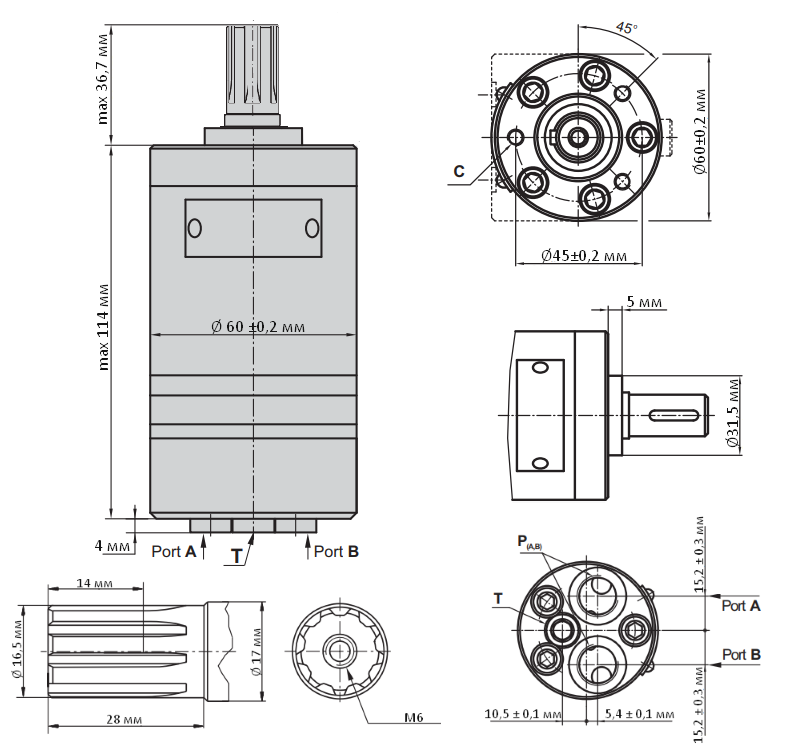 max 36,7 мм
max 114 мм
Ø 60 ±0,2 мм
4 мм
Port A
T
Port B
45°
C
Ø60±0,2 мм
Ø45±0,2 мм
5 мм
Ø31,5 мм
14 мм
Ø 16,5 мм
Ø 17 мм
28 мм
M6
P(A,B)
T
15,2 ± 0,3 мм
Port A
Port B
10,5 ± 0,1 мм
5,4 ± 0,1 мм
15,2 ± 0,3 мм